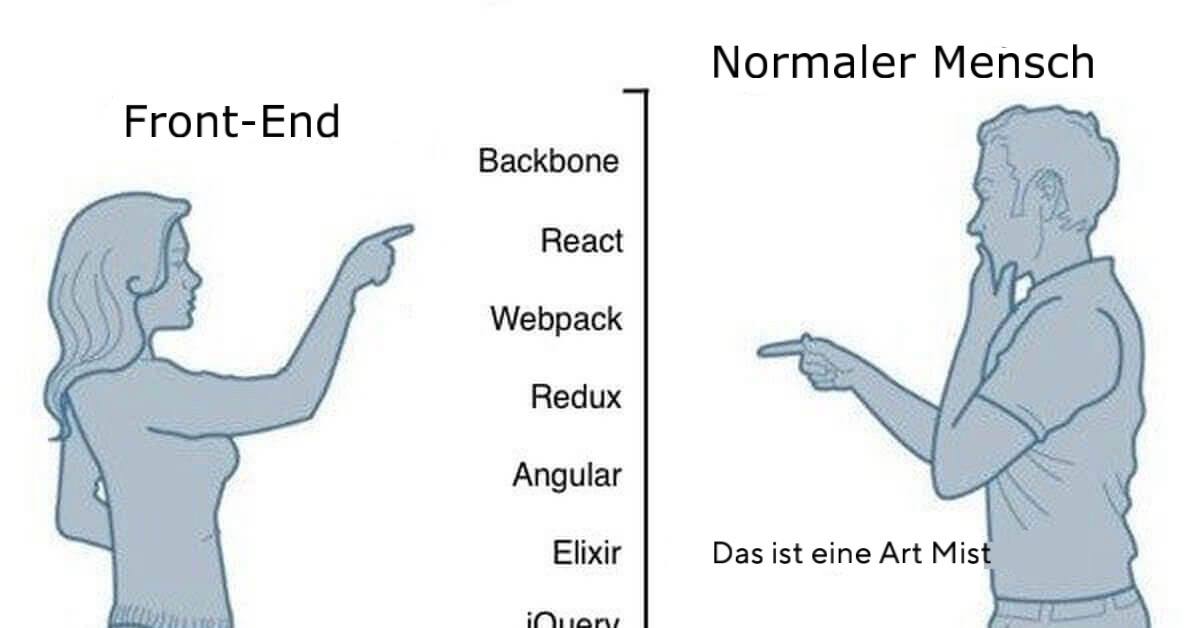 Normaler Mensch
Front-End
Backbone
React
Webpack
Redux
Angular
Elixir
Das ist eine Art Mist
jQuery